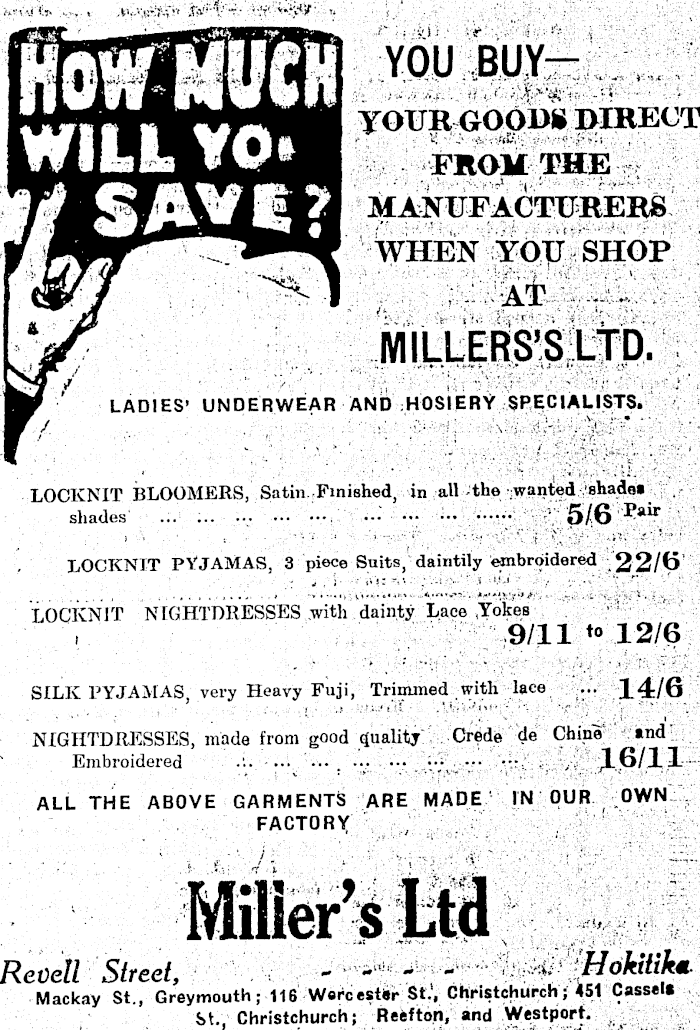 HOW MUCH
WILL YO
SAVE?
YOU BUY—
YOUR GOODS DIRECT
FROM THE
MANUFACTURERS
WHEN YOU SHOP
AT
MILLERS'S LTD.
LADIES' UNDERWEAR AND HOSIERY SPECIALISTS.
LOCKNIT BLOOMERS, Satin Finished, in all the wanted shades
shades ... ... ... ... ... ... ... ...... 5/6 Pair
LOCKNIT PYJAMAS, 3 piece Suits, daintily embroidered 22/6
LOCKNIT NIGHTDRESSES with dainty Lace Yokes
9/11 to 12/6
SILK PYJAMAS, very Heavy Fuji, Trimmed with lace ... 14/6
NIGHTDRESSES, made from good quality Crede de Chine and
Embroidered ... ... ... ... ... ... ... ... 16/11
ALL THE ABOVE GARMENTS ARE MADE IN OUR OWN
FACTORY
Miller's Ltd
Revell Street, - - - - Hokitika
Mackay St., Greymouth; 116 Worcester St., Christchurch; 451 Cassels
St., Christchurch; Reefton, and Westport.